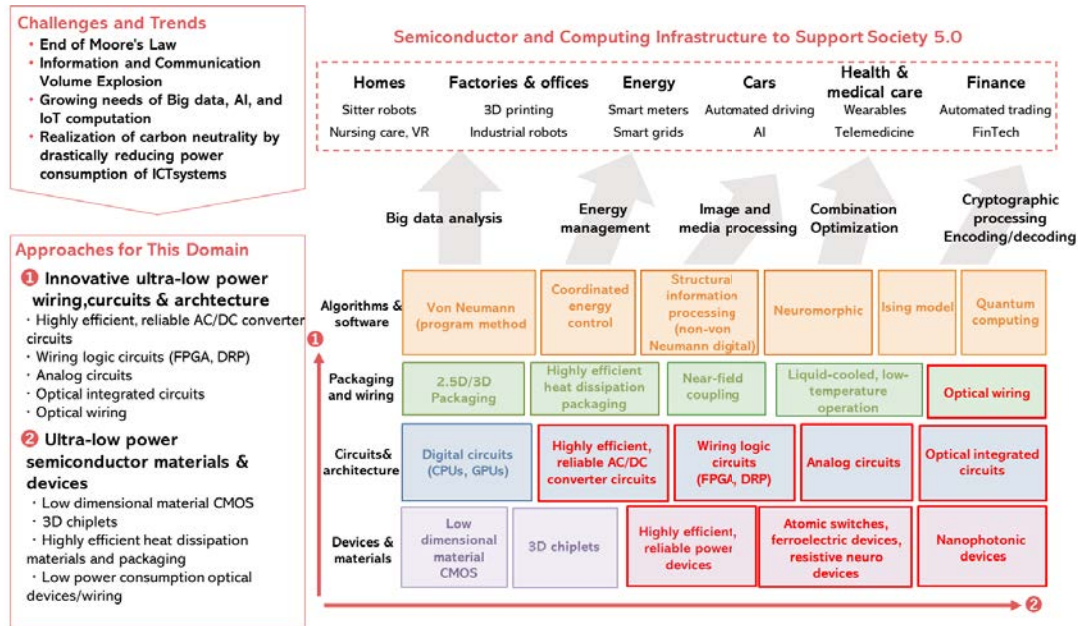 Challenges and Trends
• End of Moore's Law
• Information and Communication
Volume Explosion
• Growing needs of Big data, AI, and
IoT computation
• Realization of carbon neutrality by
drastically reducing power
consumption of ICTsystems
Approaches for This Domain
❶ Innovative ultra-low power
wiring,curcuits & archtecture
・Highly efficient, reliable AC/DC converter
circuits
・Wiring logic circuits (FPGA, DRP)
・Analog circuits
・Optical integrated circuits
・Optical wiring
❷ Ultra-low power
semiconductor materials &
devices
・Low dimensional material CMOS
・3D chiplets
・Highly efficient heat dissipation
materials and packaging
・Low power consumption optical
devices/wiring
Semiconductor and Computing Infrastructure to Support Society 5.0
Homes
Sitter robots
Nursing care, VR
Factories & offices
3D printing
Industrial robots
Energy
Smart meters
Smart grids
Cars
Automated driving
AI
Health &
medical care
Wearables
Telemedicine
Finance
Automated trading
FinTech
Big data analysis
Energy
management
Image and
media processing
Combination
Optimization
Cryptographic
processing
Encoding/decoding
Algorithms &
software
Von Neumann
(program method
Coordinated
energy
control
Structural
information
processing
(non-von
Neumann digital)
Neuromorphic
Ising model
Quantum
computing
❶
Packaging
and wiring
2.5D/3D
Packaging
Highly efficient
heat dissipation
packaging
Near-field
coupling
Liquid-cooled, low-
temperature
operation
Optical wiring
Circuits&
architecture
Digital circuits
(CPUs, GPUs)
Highly efficient,
reliable AC/DC
converter circuits
Wiring logic
circuits
(FPGA, DRP)
Analog circuits
Optical integrated
circuits
Devices &
materials
Low
dimensional
material
CMOS
3D chiplets
Highly efficient,
reliable power
devices
Atomic switches,
ferroelectric devices,
resistive neuro
devices
Nanophotonic
devices
❷